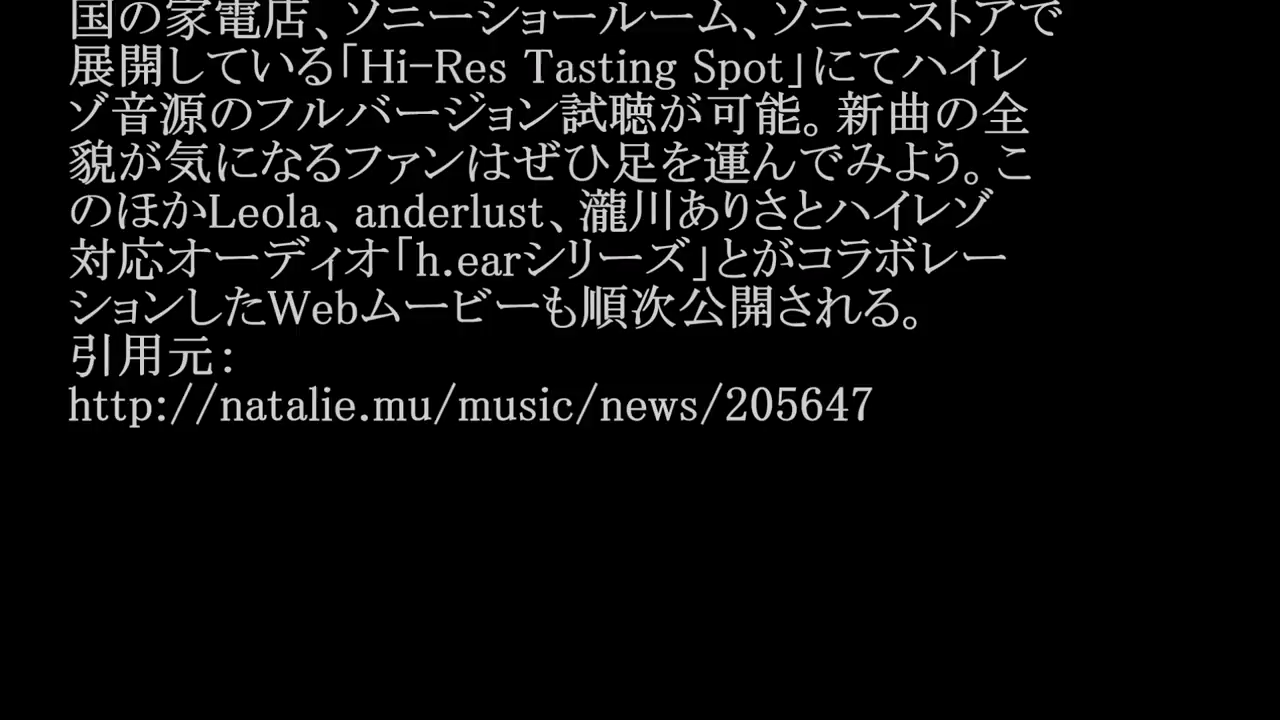 国の家電店、ソニーショールーム、ソニーストアで
展開している「Hi-Res Tasting Spot」にてハイレ
ゾ音源のフルバージョン試聴が可能。新曲の全
貌が気になるファンはぜひ足を運んでみよう。こ
のほかLeola、anderlust、瀧川ありさとハイレゾ
対応オーディオ「h.earシリーズ」とがコラボレー
ションしたWebムービーも順次公開される。
引用元：
http://natalie.mu/music/news/205647